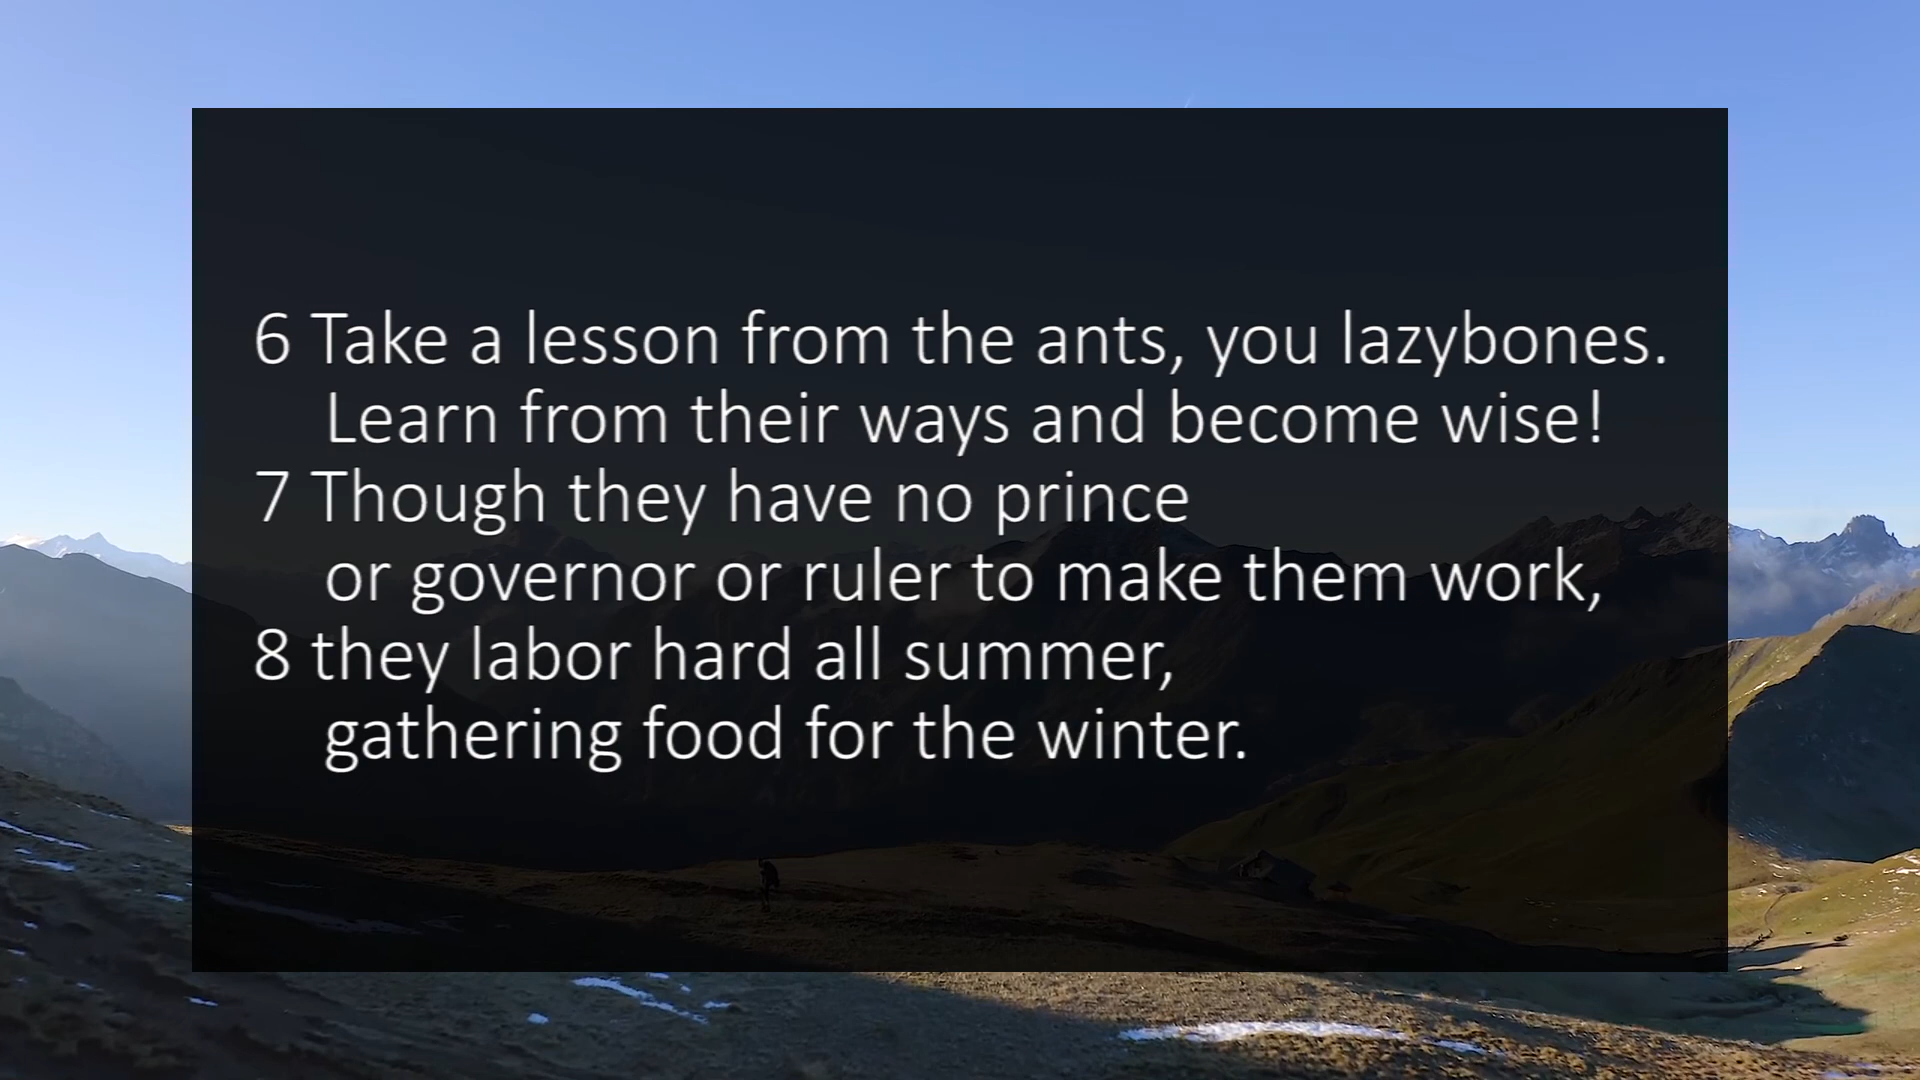 6 Take a lesson from the ants, you lazybones.
Learn from their ways and become wise!
7 Though they have no prince
or governor or ruler to make them work,
8 they labor hard all summer,
gathering food for the winter.